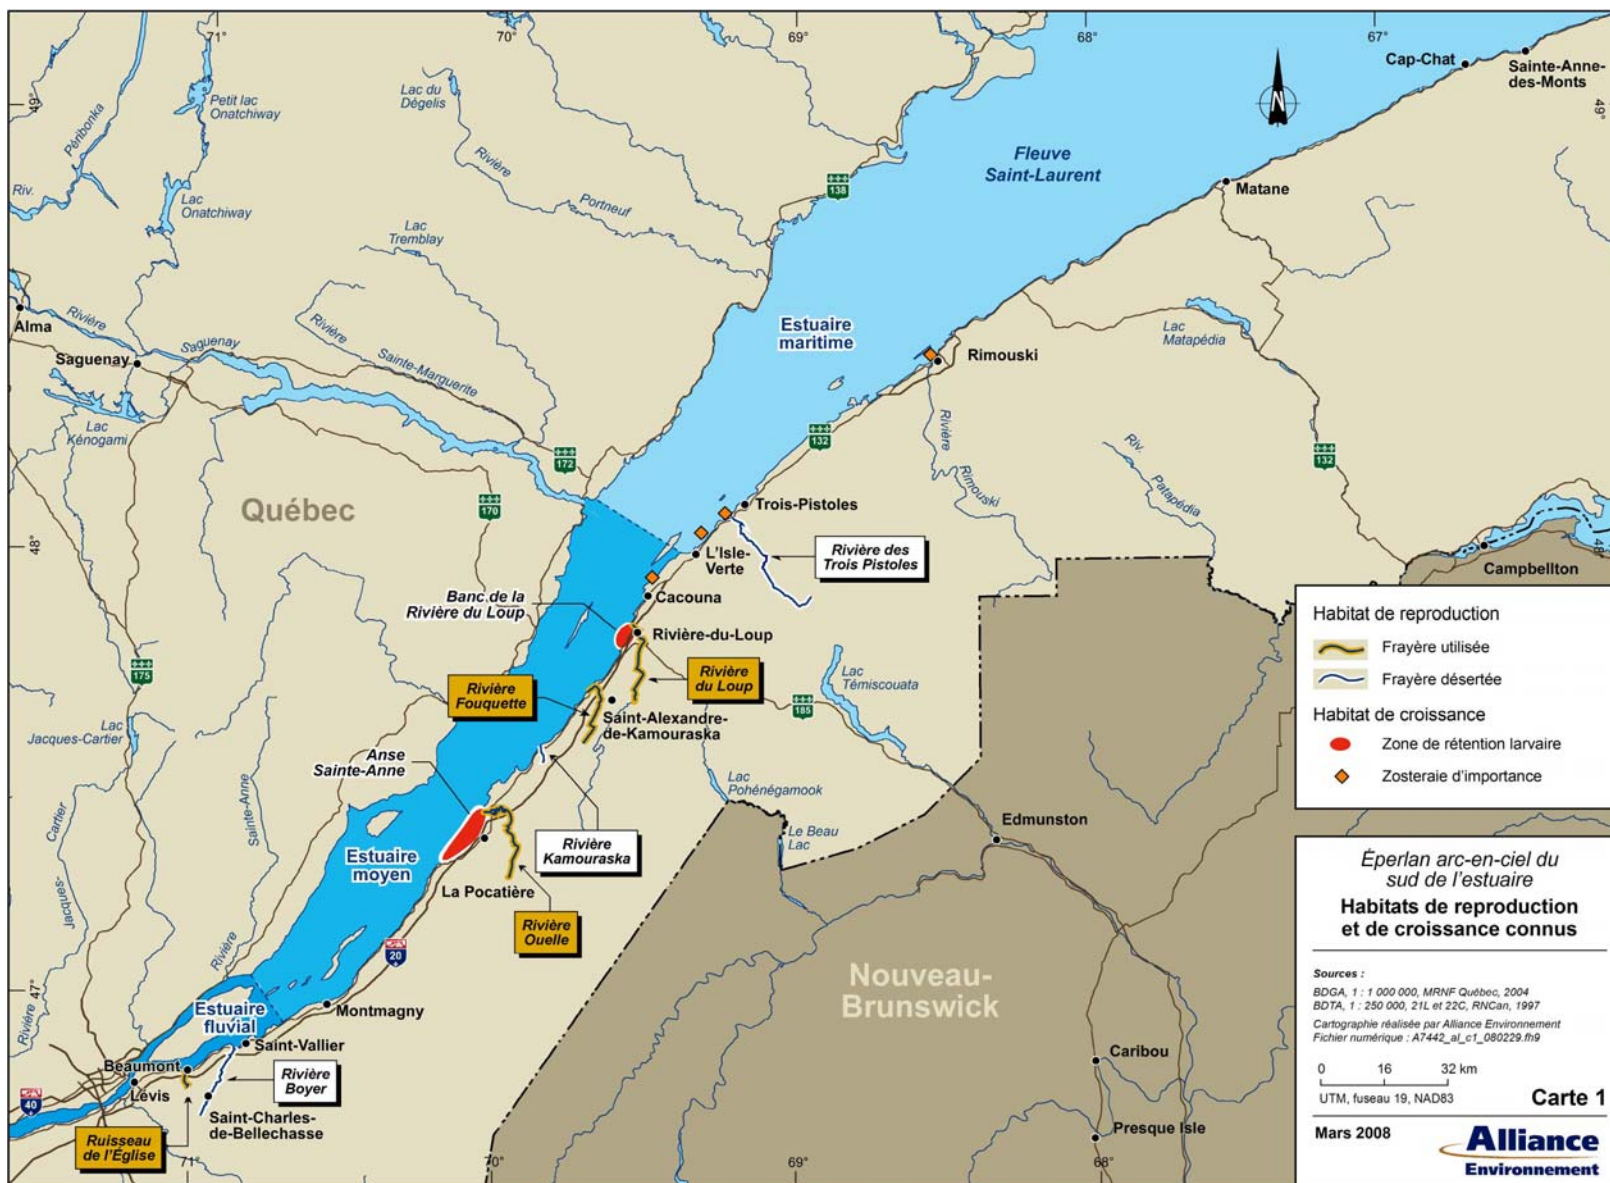 71°
70°
69°
68°
67°
Cap-Chat
Sainte-Anne-
des-Monts
49°
49°
Petit lac
Onatchiway
Péribonka
Riv.
Lac du
Dégelis
Rivière
Portneuf
138
N
Fleuve
Saint-Laurent
Matane
Lac
Onatchiway
Lac
Tremblay
Alma
Rivière
Saguenay
Saguenay
Rivière
Sainte-Marguerite
Lac
Kénogami
Estuaire
maritime
Rimouski
Lac
Matapédia
172
132
132
Rivière
Rimouski
Riv.
Patapédia
Québec
170
48°
48°
Trois-Pistoles
L'Isle-
Verte
Rivière des
Trois Pistoles
Campbellton
Banc de la
Rivière du Loup
Cacouna
Rivière-du-Loup
175
Rivière
Fouquette
Rivière
du Loup
Lac
Témiscouata
185
Saint-Alexandre-
de-Kamouraska
Lac
Jacques-Cartier
Anse
Sainte-Anne
Lac
Pohénégamook
Le Beau
Lac
Edmunston
Rivière
Kamouraska
Estuaire
moyen
La Pocatière
Rivière
Ouelle
Rivière
Sainte-Anne
Rivière
Jacques-
Cartier
20
47°
Nouveau-
Brunswick
Montmagny
Estuaire
fluvial
Saint-Vallier
Beaumont
Lévis
40
Rivière
Boyer
Saint-Charles-
de-Bellechasse
Ruisseau
de l'Église
Caribou
Presque Isle
71°
70°
69°
68°
Habitat de reproduction
Frayère utilisée
Frayère désertée
Habitat de croissance
Zone de rétention larvaire
Zosteraie d'importance
Éperlan arc-en-ciel du
sud de l'estuaire
Habitats de reproduction
et de croissance connus
Sources :
BDGA, 1 : 1 000 000, MRNF Québec, 2004
BDTA, 1 : 250 000, 21L et 22C, RNCan, 1997
Cartographie réalisée par Alliance Environnement
Fichier numérique : A7442_al_c1_080229.fh9
0 16 32 km
UTM, fuseau 19, NAD83
Carte 1
Mars 2008
Alliance
Environnement